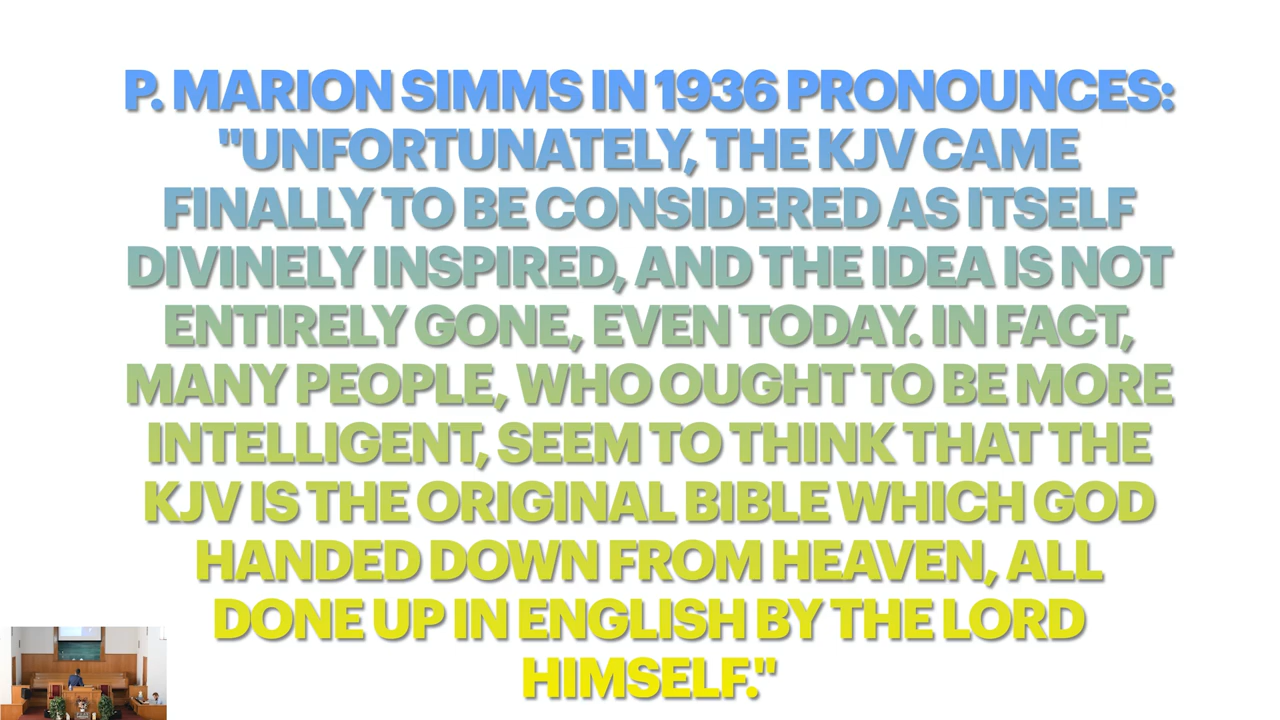 P. MARION SIMMS IN 1936 PRONOUNCES:
"UNFORTUNATELY, THE KJV CAME
FINALLY TO BE CONSIDERED AS ITSELF
DIVINELY INSPIRED, AND THE IDEA IS NOT
ENTIRELY GONE, EVEN TODAY. IN FACT,
MANY PEOPLE, WHO OUGHT TO BE MORE
INTELLIGENT, SEEM TO THINK THAT THE
KJV IS THE ORIGINAL BIBLE WHICH GOD
HANDED DOWN FROM HEAVEN, ALL
DONE UP IN ENGLISH BY THE LORD
HIMSELF."